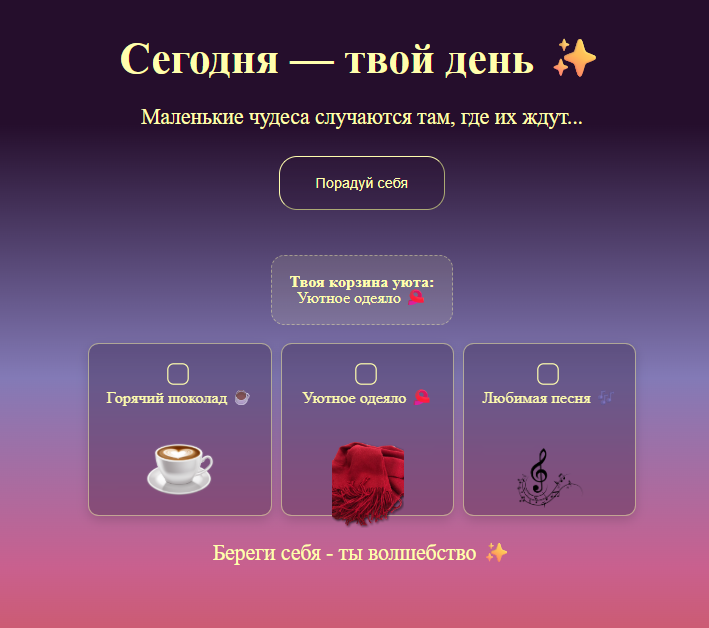 Сегодня — твой день ✨
Маленькие чудеса случаются там, где их ждут...
Порадуй себя
Твоя корзина уюта:
Уютное одеяло
Горячий шоколад ☕
Уютное одеяло
Любимая песня 🎶
Береги себя - ты волшебство ✨